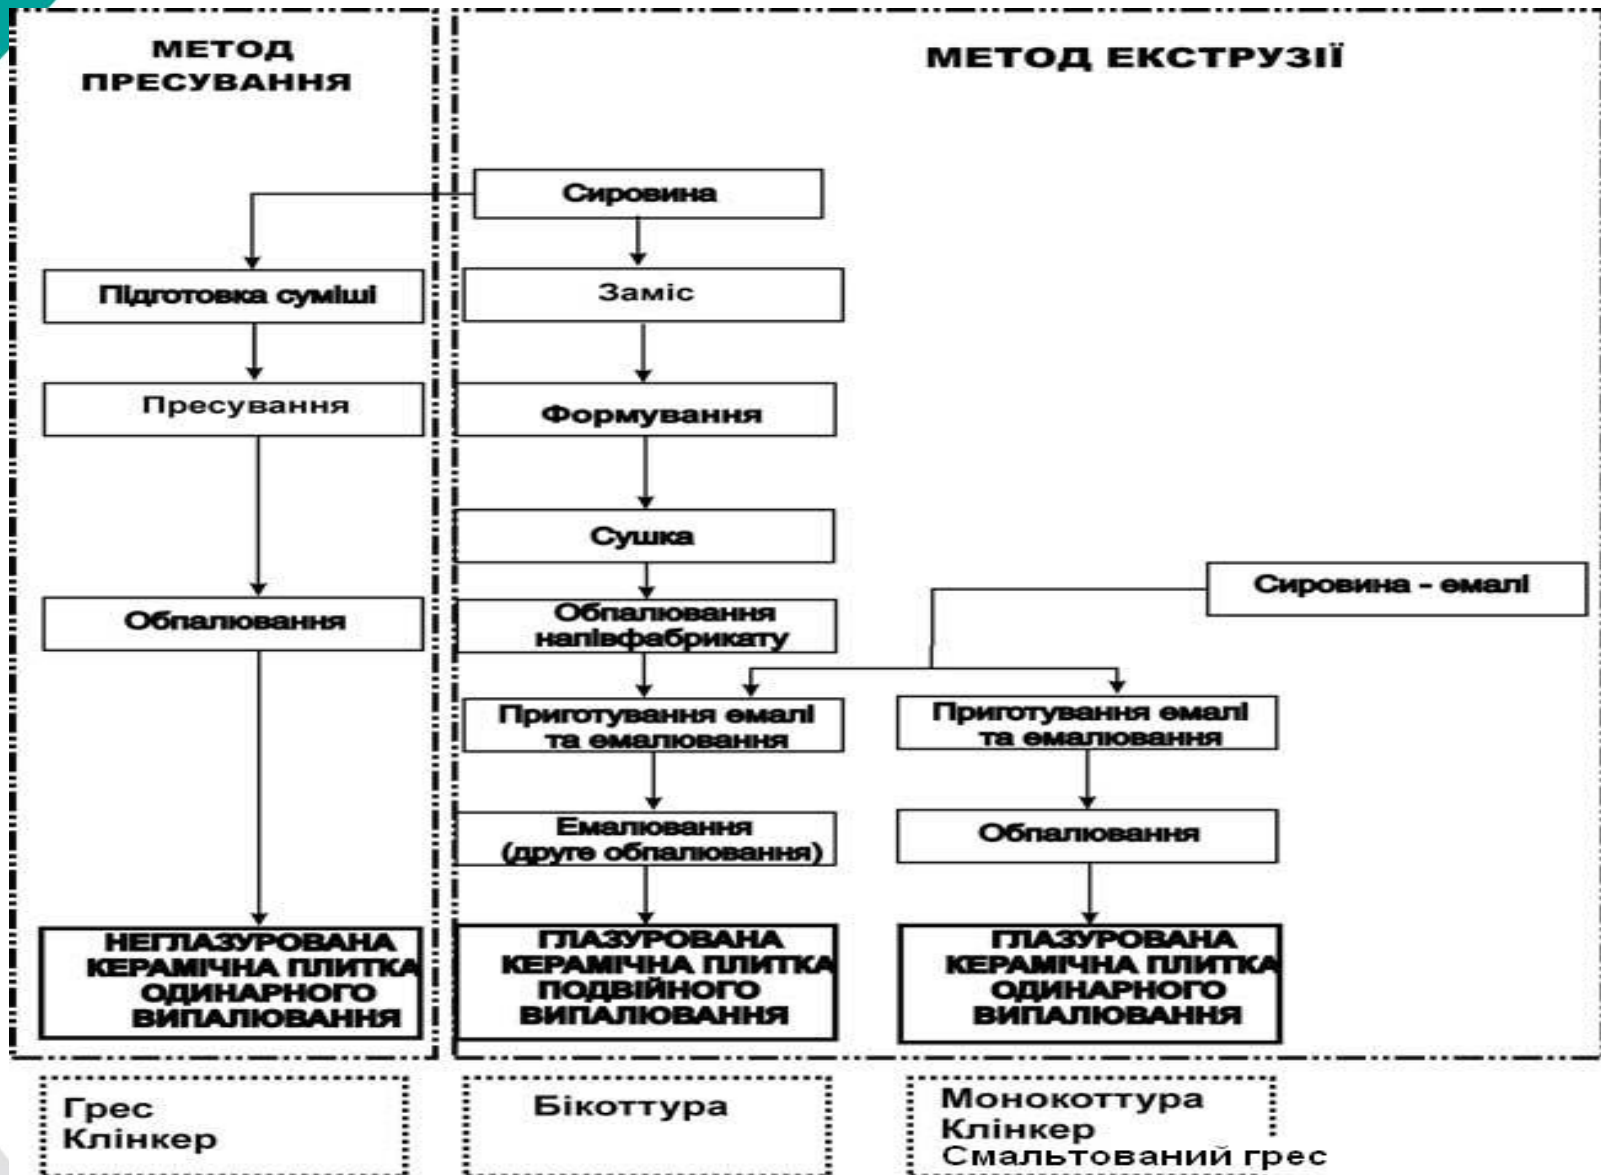 МЕТОД
ПРЕСУВАННЯ
МЕТОД ЕКСТРУЗІЇ
Сировина
Підготовка суміші
Заміс
Пресування
Формування
Сушка
Сировина - емалі
Обпалювання
Обпалювання
напівфабрикату
Приготування емалі
та емалювання
Приготування емалі
та емалювання
Емалювання
(друге обпалювання)
Обпалювання
НЕГЛАЗУРОВАНА
КЕРАМІЧНА ПЛИТКА
ОДИНАРНОГО
ВИПАЛЮВАННЯ
ГЛАЗУРОВАНА
КЕРАМІЧНА ПЛИТКА
ПОДВІЙНОГО
ВИПАЛЮВАННЯ
ГЛАЗУРОВАНА
КЕРАМІЧНА ПЛИТКА
ОДИНАРНОГО
ВИПАЛЮВАННЯ
Грес
Клінкер
Бікоттура
Монокоттура
Клінкер
Смальтований грес